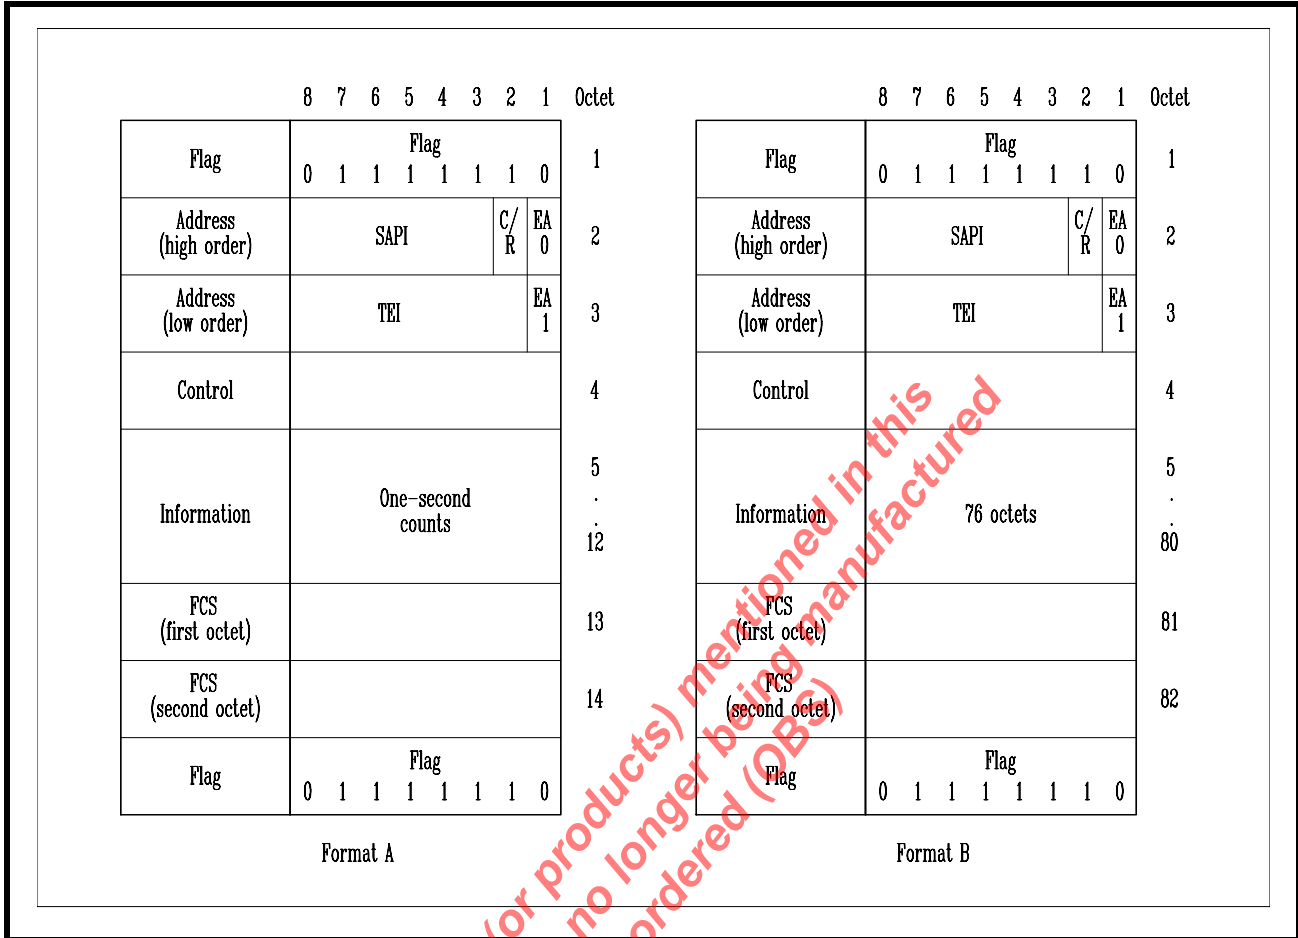 8 7 6 5 4 3 2 1 Octet
Flag
Flag
0 1 1 1 1 1 1 0
1
Address
(high order)
SAPI
C/
R
EA
0
2
Address
(low order)
TEI
EA
1
3
Control
4
Information
One-second
counts
5
.
.
12
FCS
(first octet)
13
FCS
(second octet)
14
Flag
Flag
0 1 1 1 1 1 1 0
Format A
8 7 6 5 4 3 2 1 Octet
Flag
Flag
0 1 1 1 1 1 1 0
1
Address
(high order)
SAPI
C/
R
EA
0
2
Address
(low order)
TEI
EA
1
3
Control
4
Information
76 octets
5
.
.
80
FCS
(first octet)
81
FCS
(second octet)
82
Flag
Flag
0 1 1 1 1 1 1 0
Format B
(or products) mentioned in this
no longer being manufactured
ordered (OBS)